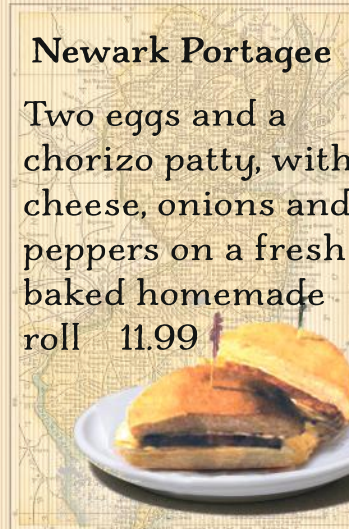 Newark Portagee
Two eggs and a
chorizo patty, with
cheese, onions and
peppers on a fresh
baked homemade
roll 11.99